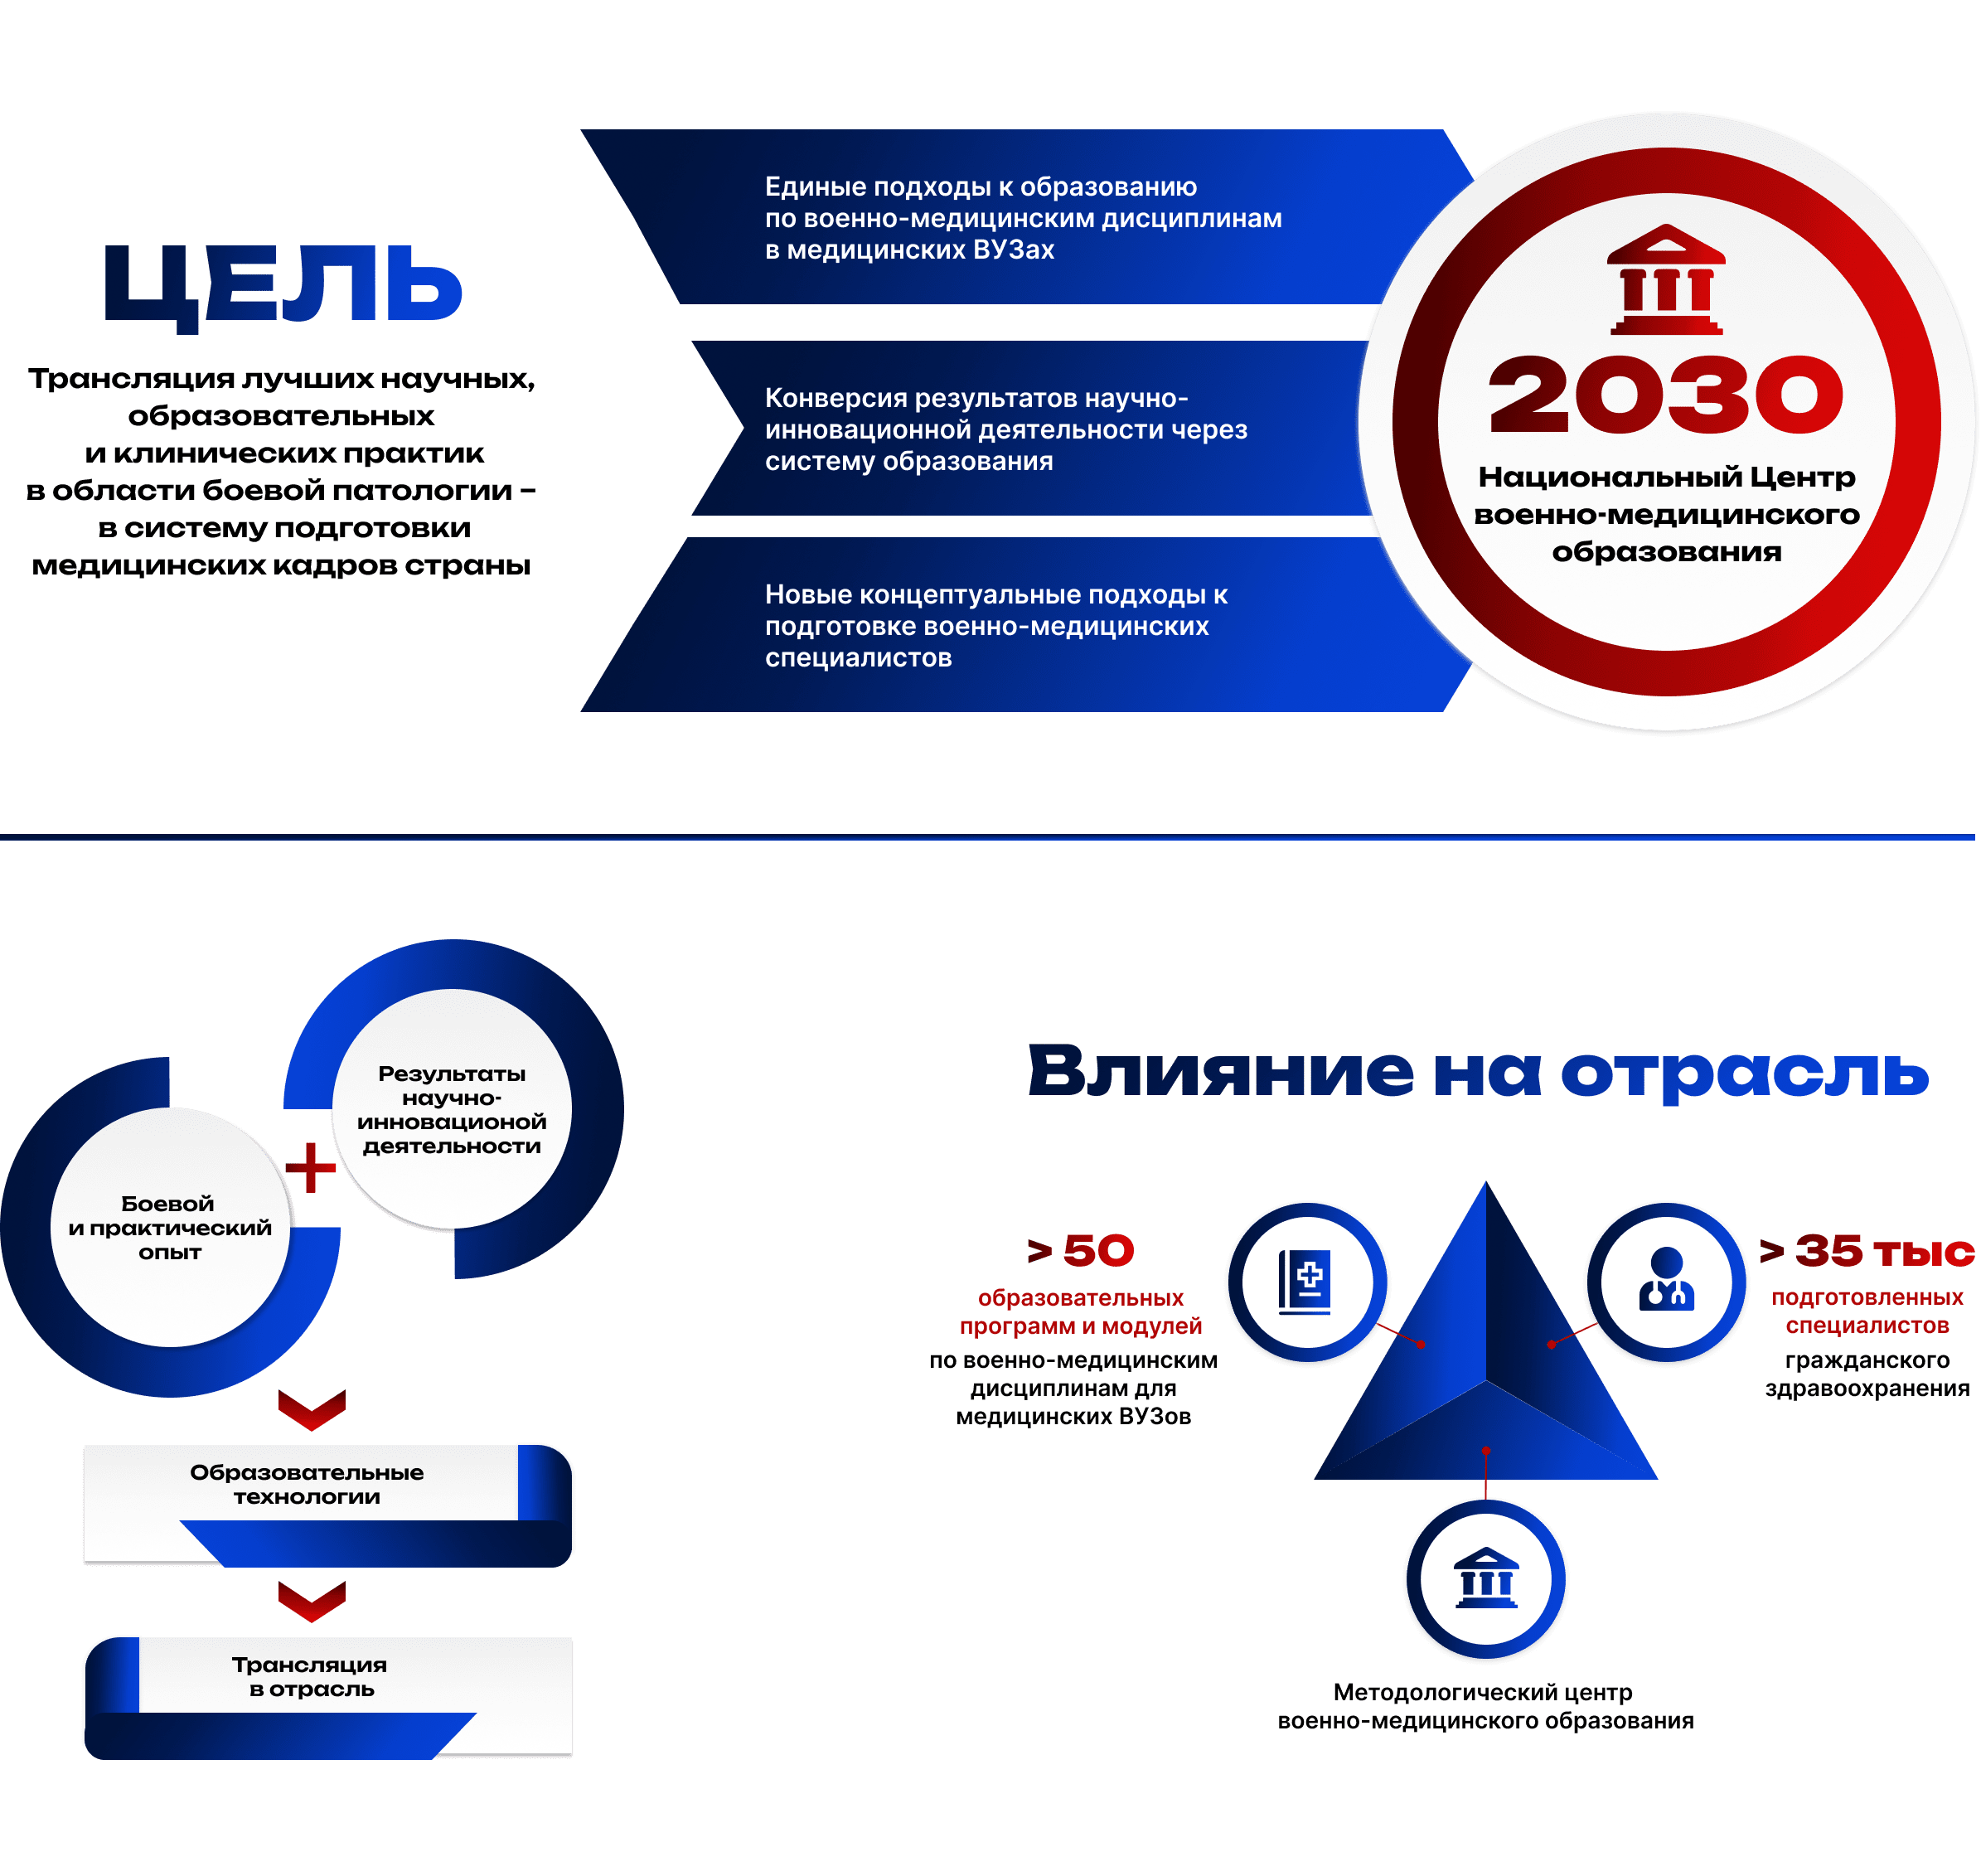 ЦЕЛЬ
Трансляция лучших научных,
образовательных
и клинических практик
в области боевой патологии –
в систему подготовки
медицинских кадров страны
Единые подходы к образованию
по военно-медицинским дисциплинам
в медицинских ВУЗах
Конверсия результатов научно-
инновационной деятельности через
систему образования
Новые концептуальные подходы к
подготовке военно-медицинских
специалистов
2030
Национальный Центр
военно-медицинского
образования
Результаты
научно-
инновационой
деятельности
+
Боевой
и практический
опыт
Образовательные
технологии
Трансляция
в отрасль
Влияние на отрасль
> 50
образовательных
программ и модулей
по военно-медицинским
дисциплинам для
медицинских ВУЗов
> 35 тыс
подготовленных
специалистов
гражданского
здравоохранения
Методологический центр
военно-медицинского образования